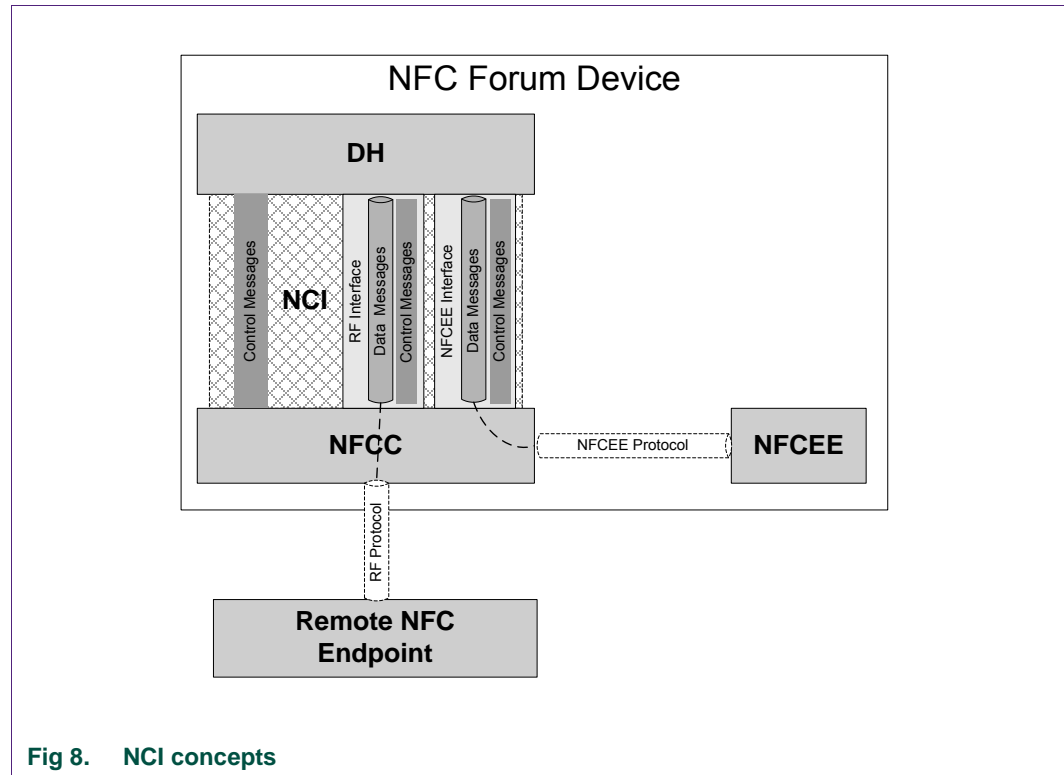 NFC Forum Device
DH
Control Messages
NCI
RF Interface
Data Messages
Control Messages
NFCEE Interface
Data Messages
Control Messages
NFCC
NFCEE Protocol
NFCEE
RF Protocol
Remote NFC
Endpoint
Fig 8. NCI concepts